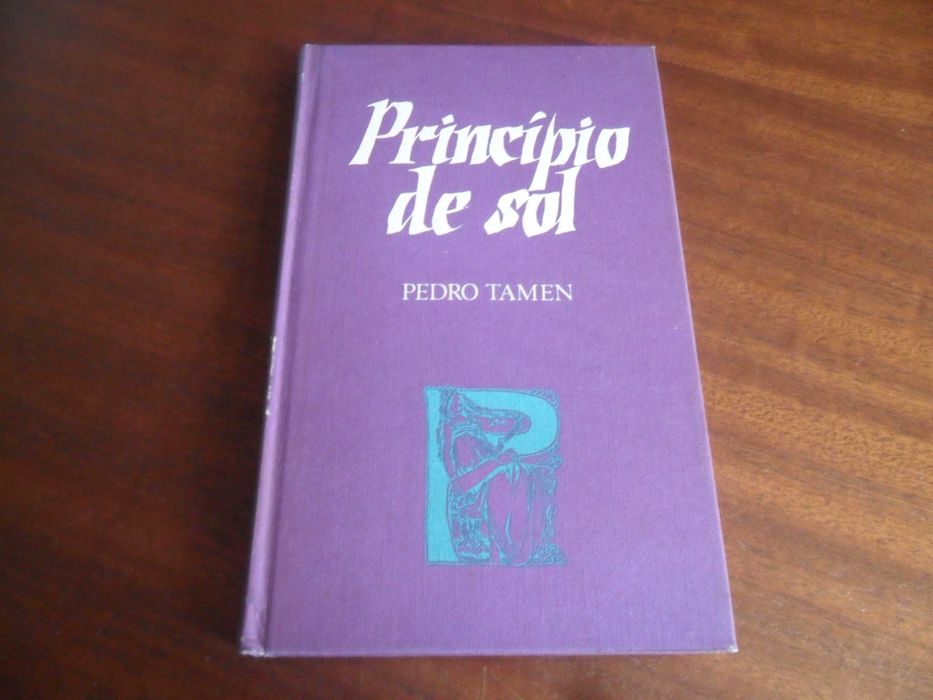 Princípio
de sol
PEDRO TAMEN
R